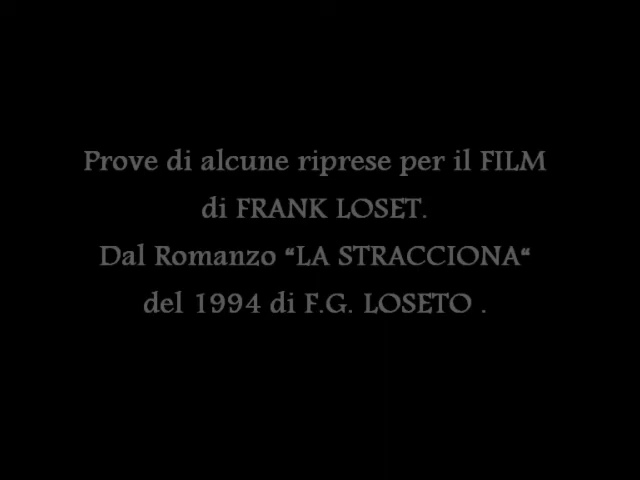 Prove di alcune riprese per il FILM
di FRANK LOSET.
Dal Romanzo “LA STRACCIONA“
del 1994 di F.G. LOSETO .